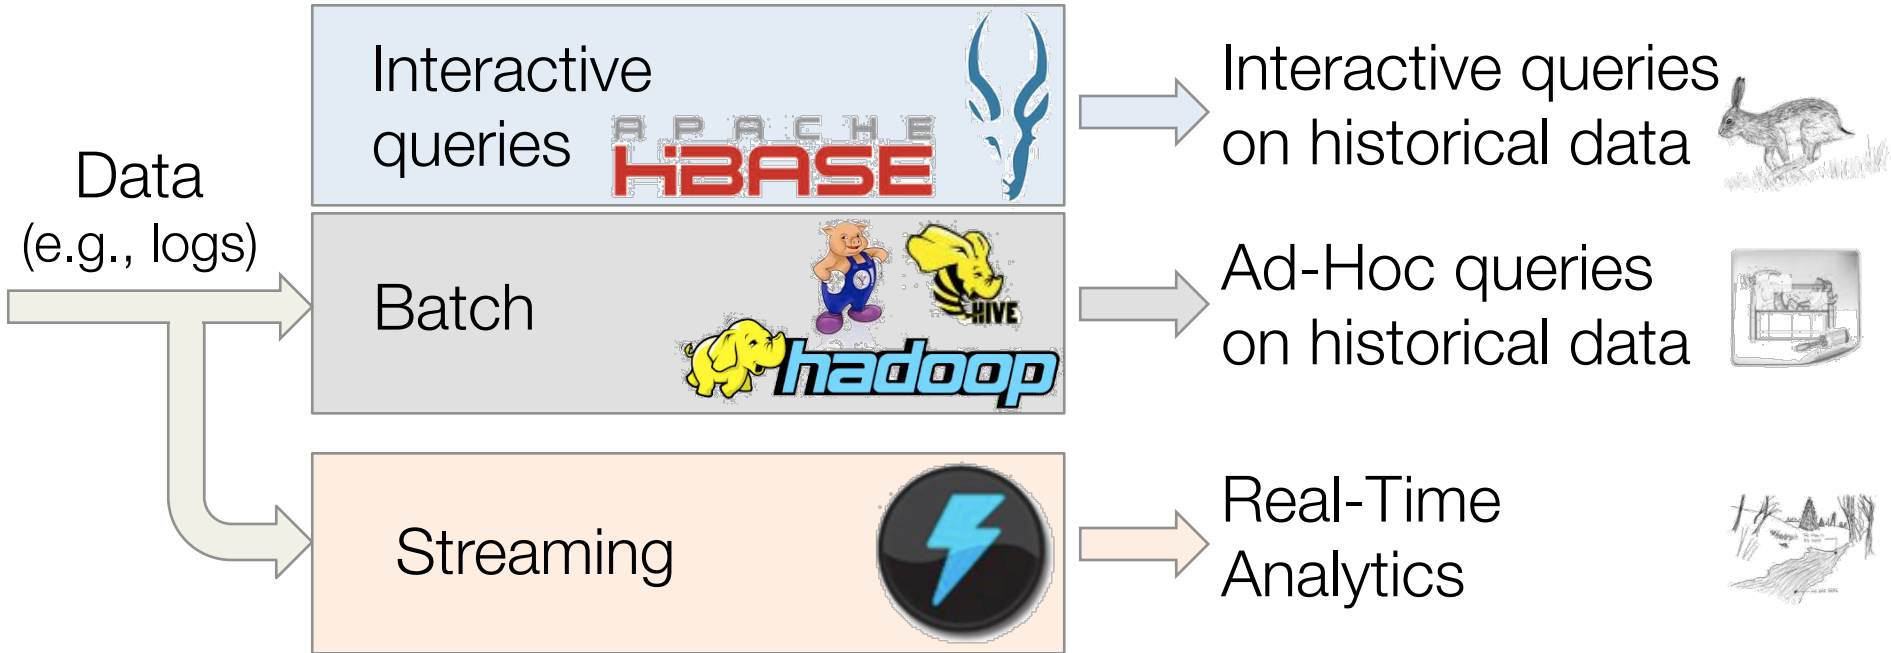 Data
(e.g., logs)
Interactive
queries
APACHE
HBASE
Interactive queries
on historical data
Batch
HIVE
hadoop
Ad-Hoc queries
on historical data
Streaming
Real-Time
Analytics